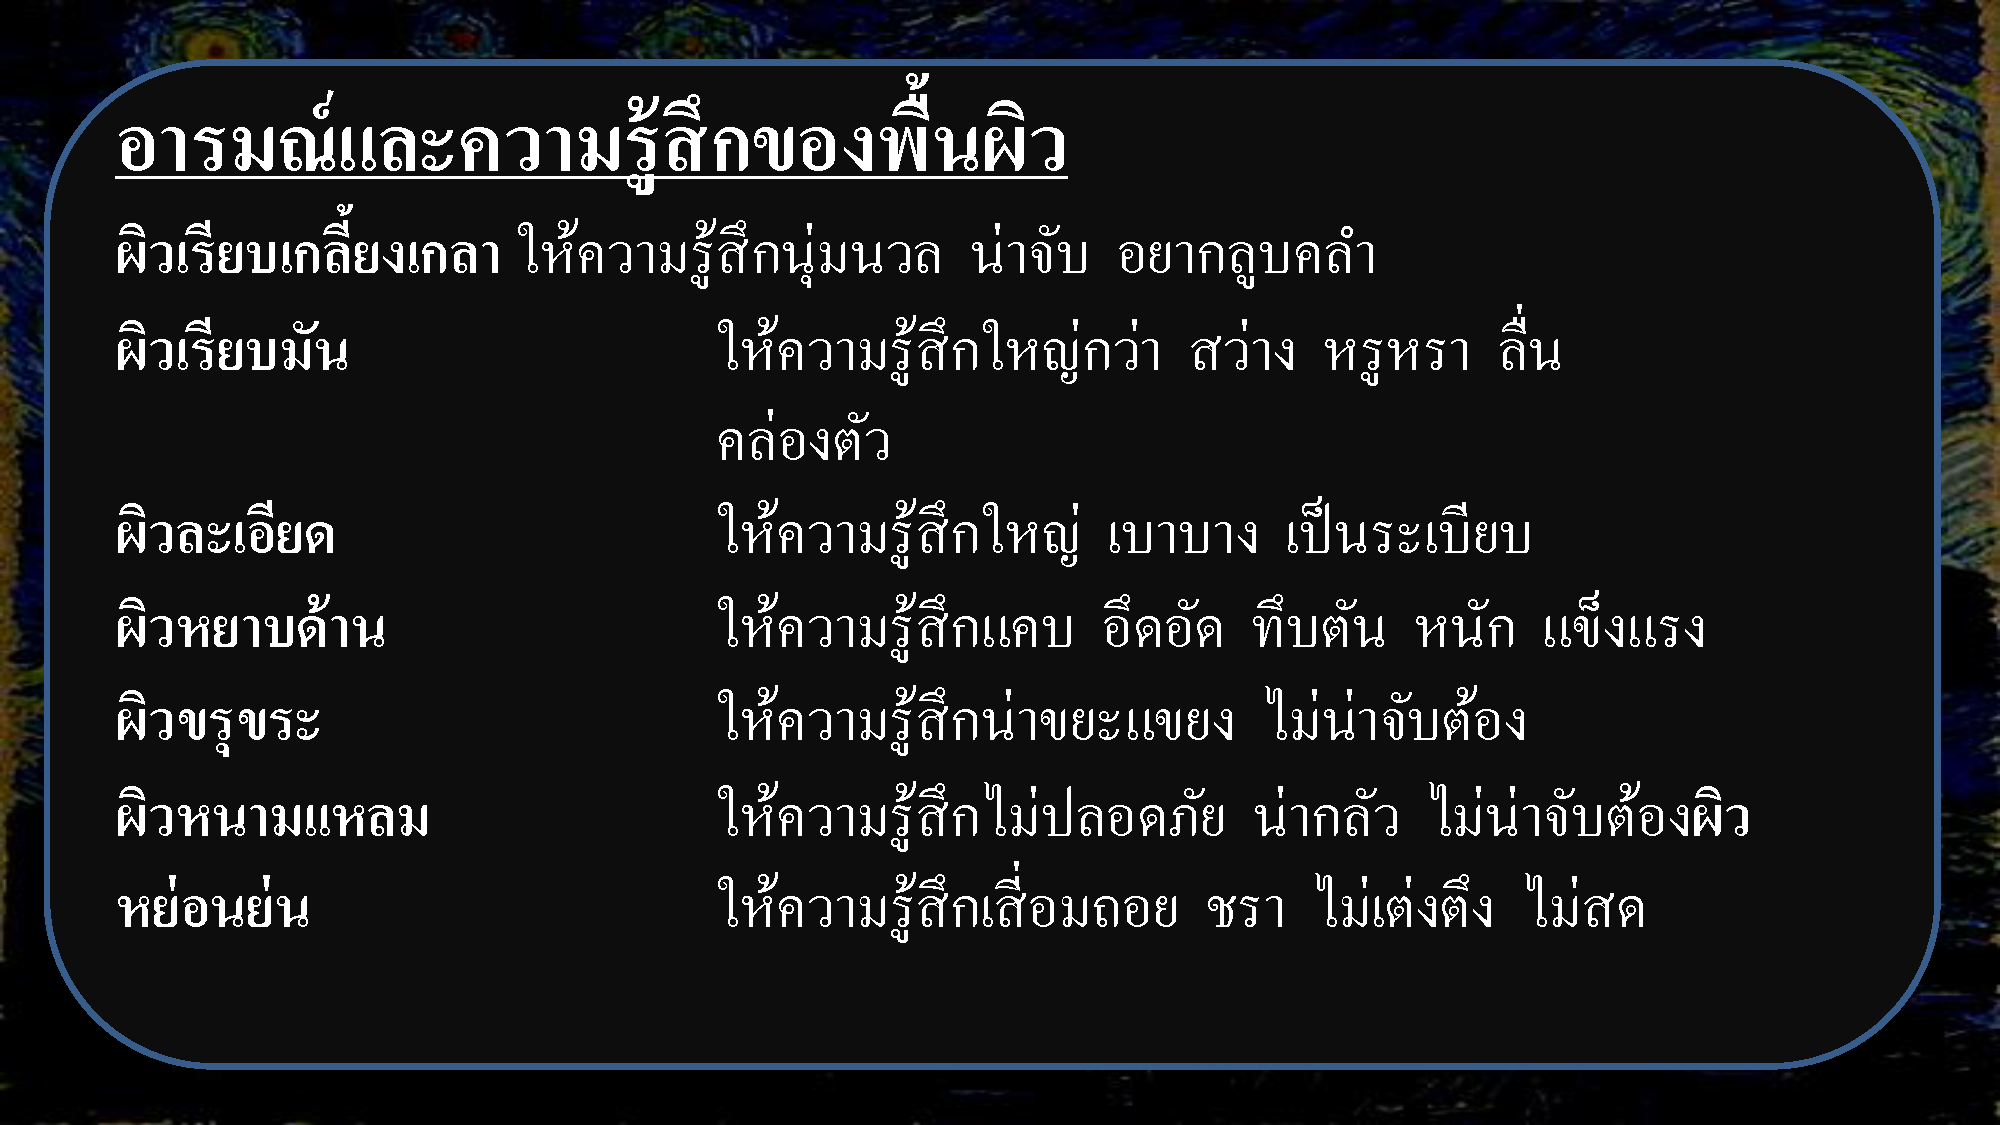 อารมณ์และความรู้สึกของพื้นผิว
ผิวเรียบเกลี้ยงเกลา ให้ความรู้สึกนุ่มนวล น่าจับ อยากลูบคลำ
ผิวเรียบมัน ให้ความรู้สึกใหญ่กว่า สว่าง หรูหรา ลื่น
คล่องตัว
ผิวละเอียด ให้ความรู้สึกใหญ่ เบาบาง เป็นระเบียบ
ผิวหยาบด้าน ให้ความรู้สึกแคบ อึดอัด ทึบตัน หนัก แข็งแรง
ผิวขรุขระ ให้ความรู้สึกน่าขยะแขยง ไม่น่าจับต้อง
ผิวหนามแหลม ให้ความรู้สึกไม่ปลอดภัย น่ากลัว ไม่น่าจับต้องผิว
หย่อนย่น ให้ความรู้สึกเสื่อมถอย ชรา ไม่เต่งตึง ไม่สด